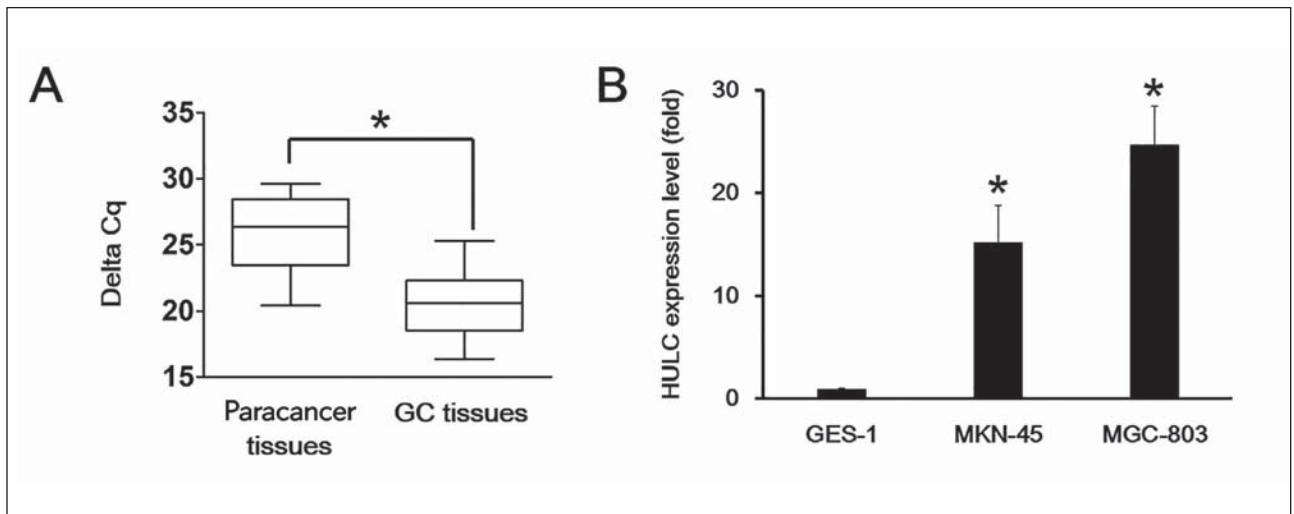 A
Delta Cq
35
30
25
20
15
*
Paracancer
tissues
GC tissues
B
HULC expression level (fold)
30
20
10
0
*
*
GES-1
MKN-45
MGC-803